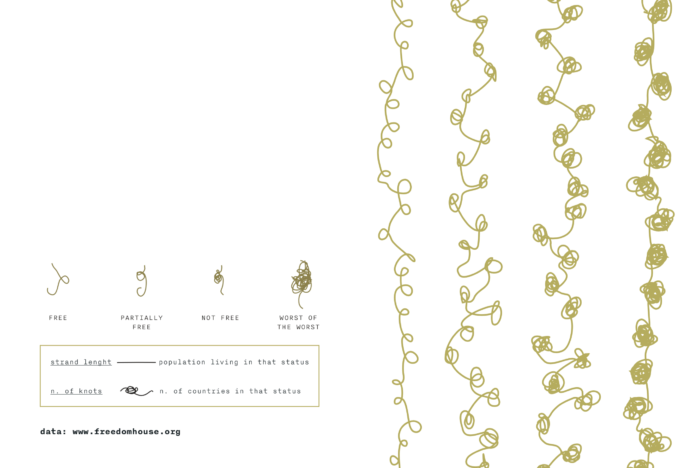 FREE
PARTIALLY
FREE
NOT FREE
WORST OF
THE WORST
strand lenght population living in that status
n. of knots n. of countries in that status
data: www.freedomhouse.org